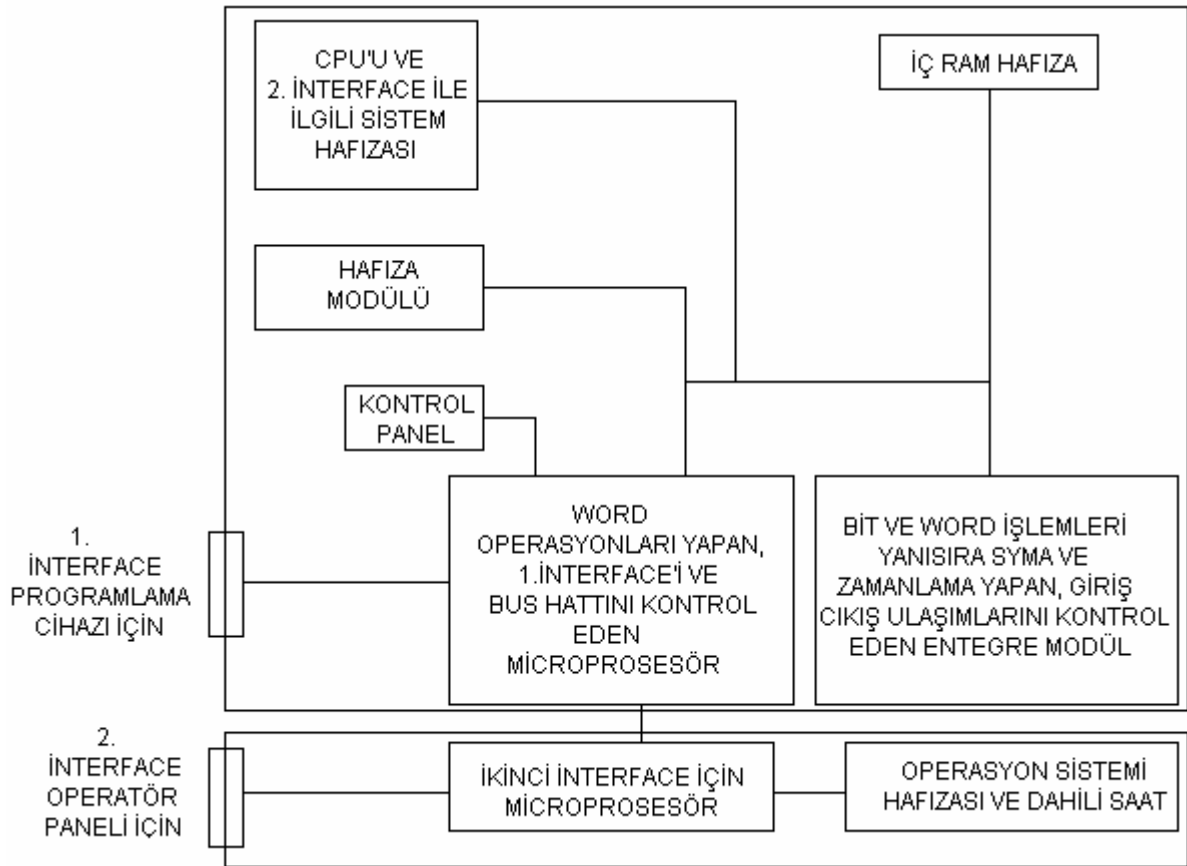 CPU'U VE
2. İNTERFACE İLE
İLGİLİ SİSTEM
HAFIZASI
İÇ RAM HAFIZA
HAFIZA
MODÜLÜ
KONTROL
PANEL
1.
İNTERFACE
PROGRAMLAMA
CİHAZI İÇİN
WORD
OPERASYONLARI YAPAN,
1.İNTERFACE'İ VE
BUS HATTINI KONTROL
EDEN
MİCROPROSESÖR
BİT VE WORD İŞLEMLERİ
YANISIRA SYMA VE
ZAMANLAMA YAPAN, GİRİŞ
CIKIŞ ULAŞIMLARINI KONTROL
EDEN ENTEGRE MODÜL
2.
İNTERFACE
OPERATÖR
PANELİ İÇİN
İKİNCİ İNTERFACE İÇİN
MİCROPROSESÖR
OPERASYON SİSTEMİ
HAFIZASI VE DAHİLİ SAAT